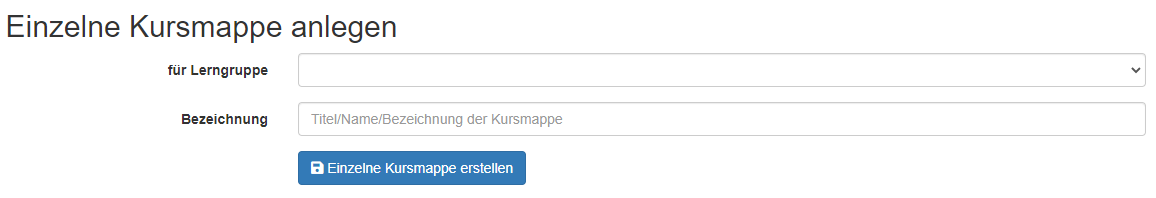 Einzelne Kursmappe anlegen
für Lerngruppe
Bezeichnung Titel/Name/Bezeichnung der Kursmappe
Einzelne Kursmappe erstellen